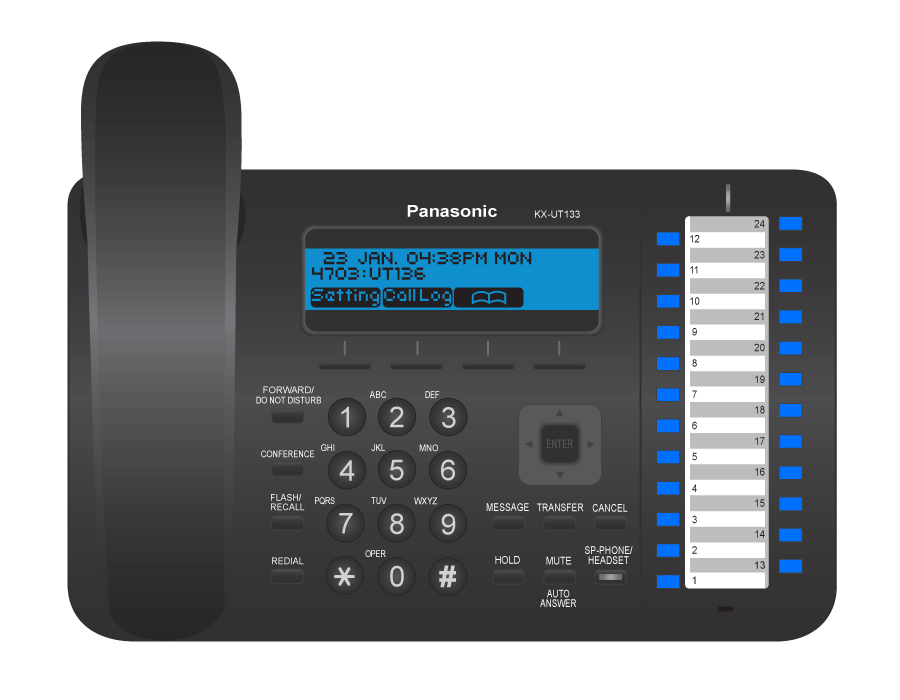 Panasonic
KX-UT133
23 JAN. 04:38PM MON
4703:UT136
Setting Call Log
FORWARD/
DO NOT DISTURB
CONFERENCE
FLASH/
RECALL
REDIAL
1
ABC
2
DEF
3
GHI
4
JKL
5
MNO
6
PQRS
7
TUV
8
WXYZ
9
*
OPER
0
#
ENTER
MESSAGE TRANSFER CANCEL
HOLD
MUTE
AUTO
ANSWER
SP-PHONE/
HEADSET
24
12
23
11
22
10
21
9
20
8
19
7
18
6
17
5
16
4
15
3
14
2
13
1